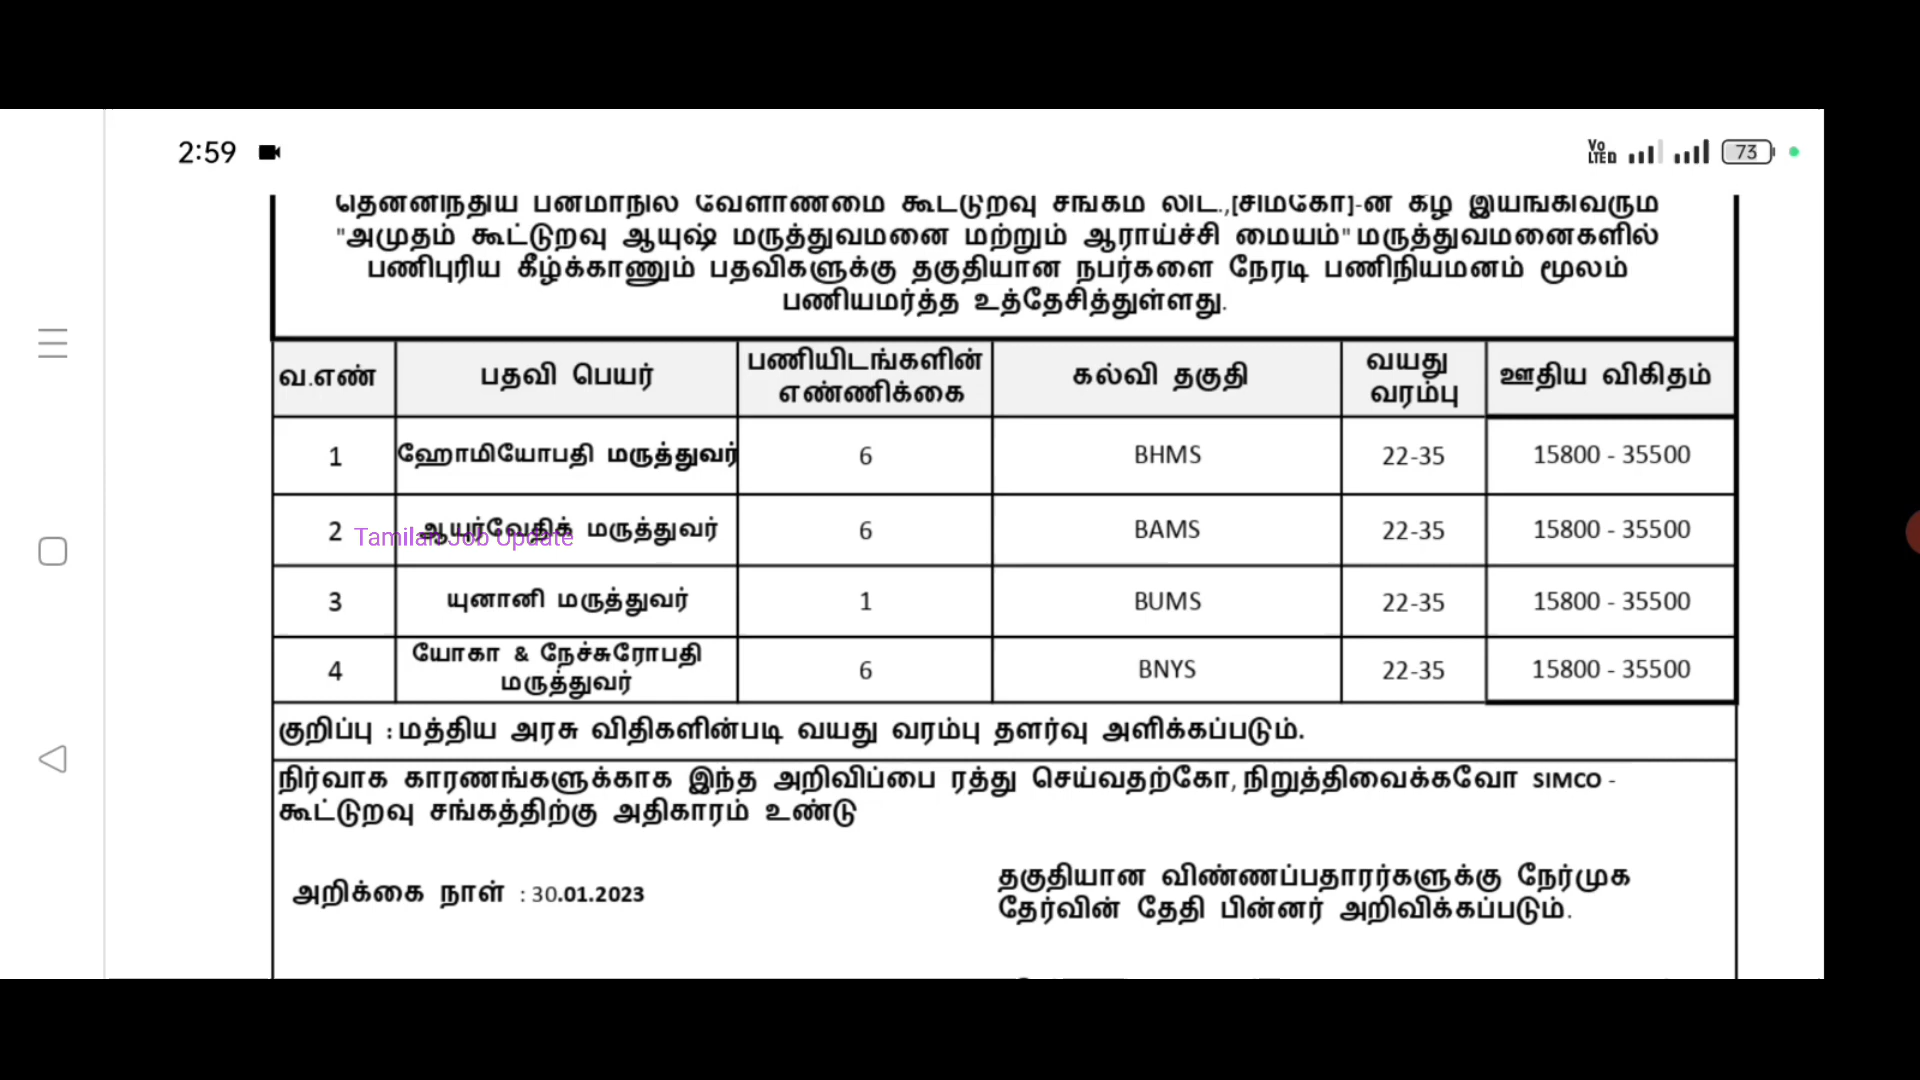 2:59
Vo LTE D 73
தென்னிந்திய பன்மாநில வேளாண்மை கூட்டுறவு சங்கம் லிட்.,[சிம்கோ]-ன் கீழ் இயங்கிவரும்
"அமுதம் கூட்டுறவு ஆயுஷ் மருத்துவமனை மற்றும் ஆராய்ச்சி மையம்" மருத்துவமனைகளில்
பணிபுரிய கீழ்க்காணும் பதவிகளுக்கு தகுதியான நபர்களை நேரடி பணிநியமனம் மூலம்
பணியமர்த்த உத்தேசித்துள்ளது.
வ.எண் பதவி பெயர் பணியிடங்களின் எண்ணிக்கை கல்வி தகுதி வயது வரம்பு ஊதிய விகிதம்
1 ஹோமியோபதி மருத்துவர் 6 BHMS 22-35 15800 - 35500
2 ஆயுர்வேதிக் மருத்துவர் 6 BAMS 22-35 15800 - 35500
Tamilan Job Update
3 யுனானி மருத்துவர் 1 BUMS 22-35 15800 - 35500
4 யோகா & நேச்சுரோபதி மருத்துவர் 6 BNYS 22-35 15800 - 35500
குறிப்பு : மத்திய அரசு விதிகளின்படி வயது வரம்பு தளர்வு அளிக்கப்படும்.
நிர்வாக காரணங்களுக்காக இந்த அறிவிப்பை ரத்து செய்வதற்கோ, நிறுத்திவைக்கவோ SIMCO -
கூட்டுறவு சங்கத்திற்கு அதிகாரம் உண்டு
அறிக்கை நாள் : 30.01.2023
தகுதியான விண்ணப்பதாரர்களுக்கு நேர்முக
தேர்வின் தேதி பின்னர் அறிவிக்கப்படும்.